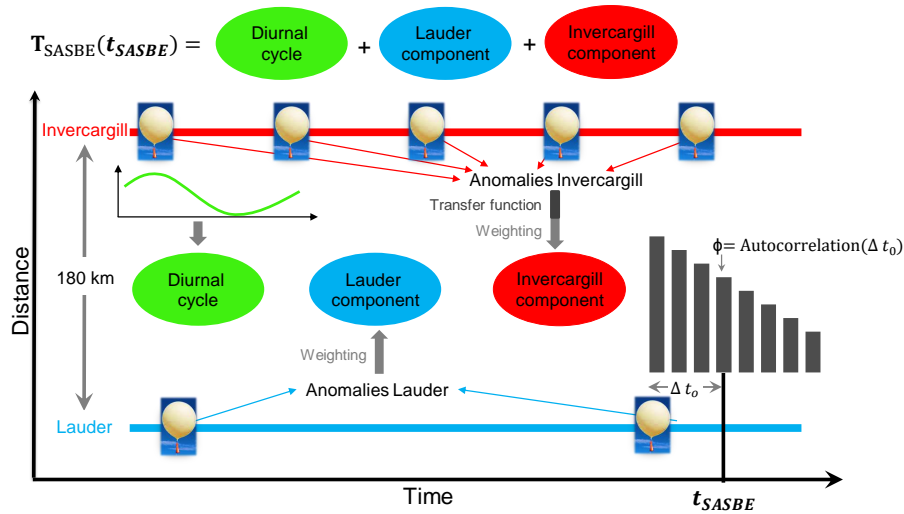 T_SASBE(t_SASBE) =
Diurnal
cycle
+
Lauder
component
+
Invercargill
component
Invercargill
Anomalies Invercargill
Transfer function
Weighting
ϕ= Autocorrelation(Δ t_0)
180 km
Diurnal
cycle
Lauder
component
Invercargill
component
Distance
Weighting
Anomalies Lauder
Δ t_o
Lauder
Time
t_SASBE